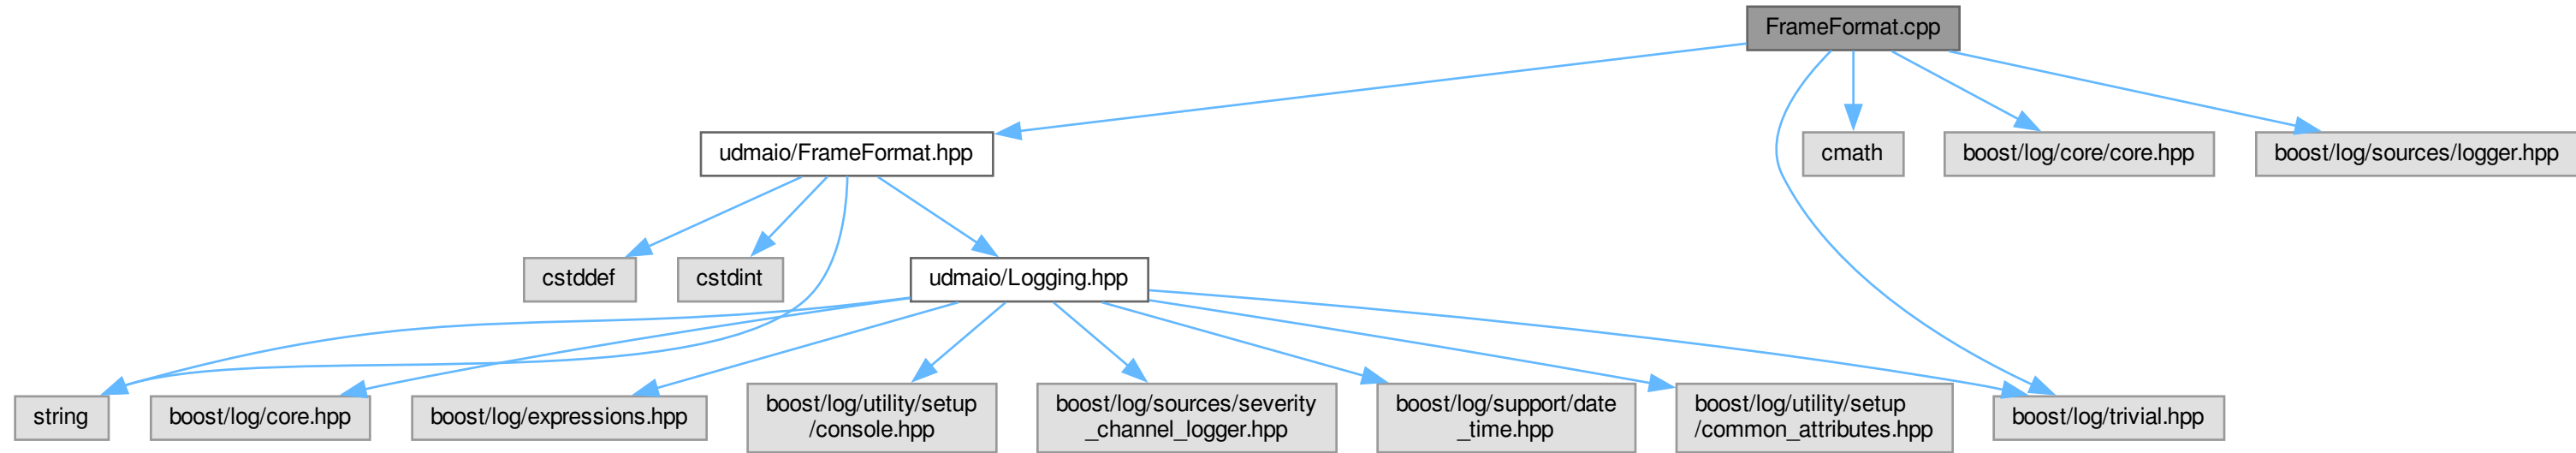 FrameFormat.cpp
udmaio/FrameFormat.hpp
cmath
boost/log/core/core.hpp
boost/log/sources/logger.hpp
cstddef
cstdint
udmaio/Logging.hpp
string
boost/log/core.hpp
boost/log/expressions.hpp
boost/log/utility/setup
/console.hpp
boost/log/sources/severity
_channel_logger.hpp
boost/log/support/date
_time.hpp
boost/log/utility/setup
/common_attributes.hpp
boost/log/trivial.hpp